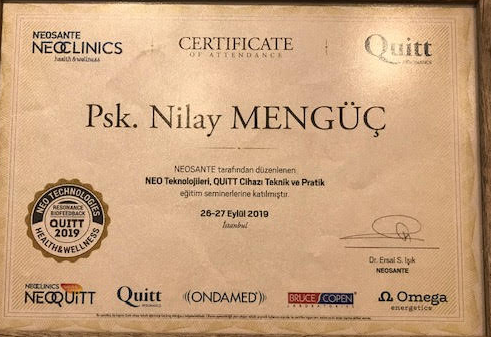 NEOSANTE
NEOCLINICS
health & wellness
CERTIFICATE
OF ATTENDANCE
Quitt
Psk. Nilay MENGÜÇ
NEOSANTE tarafından düzenlenen
NEO Teknolojileri, QUiTT Cihazı Teknik ve Pratik
eğitim seminerlerine katılmıştır.
26-27 Eylül 2019
İstanbul
NEO TECHNOLOGIES
RESONANCE
BIOFEEDBACK
QUITT
2019
HEALTH&WELLNESS
Dr. Ersal S. Işık
NEOSANTE
NEOCLINICS
NEOQUiTT
Quitt
((ONDAMED))
BRUCE COPEN
LABORATORIES
Omega
energetics